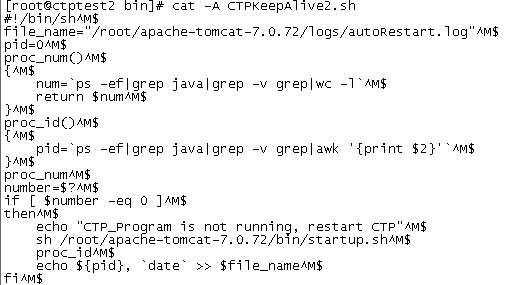 [root@ctptest2 bin]# cat -A CTPKeepAlive2.sh
#!/bin/sh^M$
file_name="/root/apache-tomcat-7.0.72/logs/autoRestart.log"^M$
pid=0^M$
proc_num()^M$
{^M$
    num=`ps -ef|grep java|grep -v grep|wc -l`^M$
    return $num^M$
}^M$
proc_id()^M$
{^M$
    pid=`ps -ef|grep java|grep -v grep|awk '{print $2}'`^M$
}^M$
proc_num^M$
number=$?^M$
if [ $number -eq 0 ]^M$
then^M$
    echo "CTP_Program is not running, restart CTP"^M$
    sh /root/apache-tomcat-7.0.72/bin/startup.sh^M$
    proc_id^M$
    echo ${pid}, `date` >> $file_name^M$
fi^M$